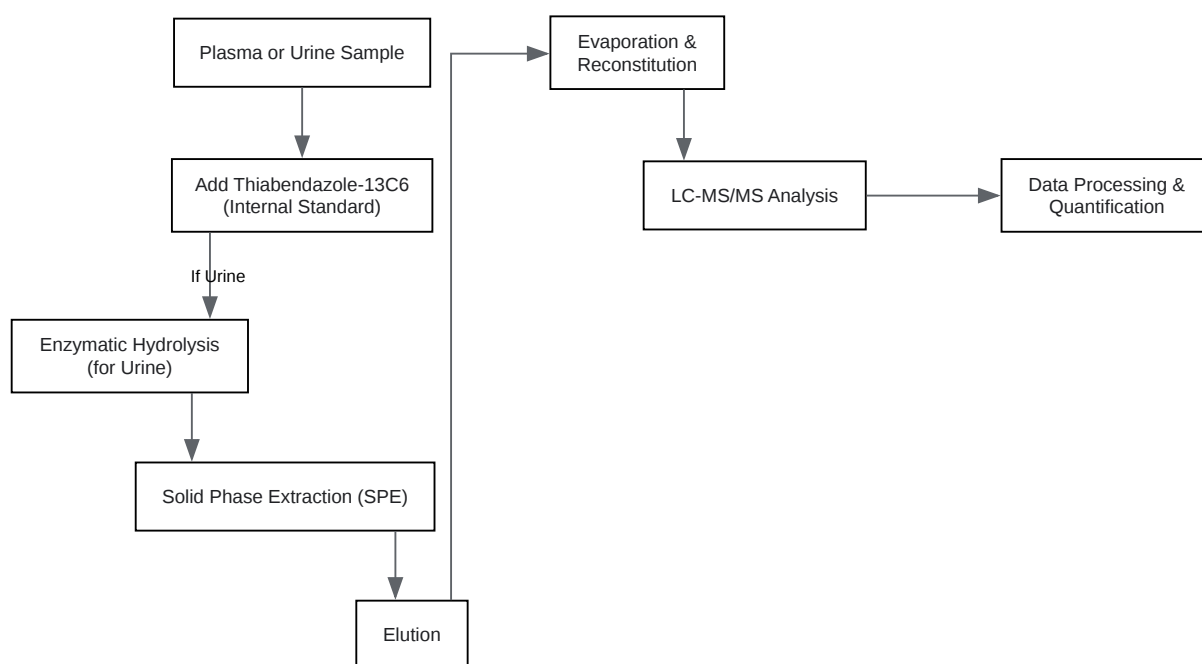 Plasma or Urine Sample
Add Thiabendazole-13C6
(Internal Standard)
If Urine
Enzymatic Hydrolysis
(for Urine)
Solid Phase Extraction (SPE)
Elution
Evaporation &
Reconstitution
LC-MS/MS Analysis
Data Processing &
Quantification